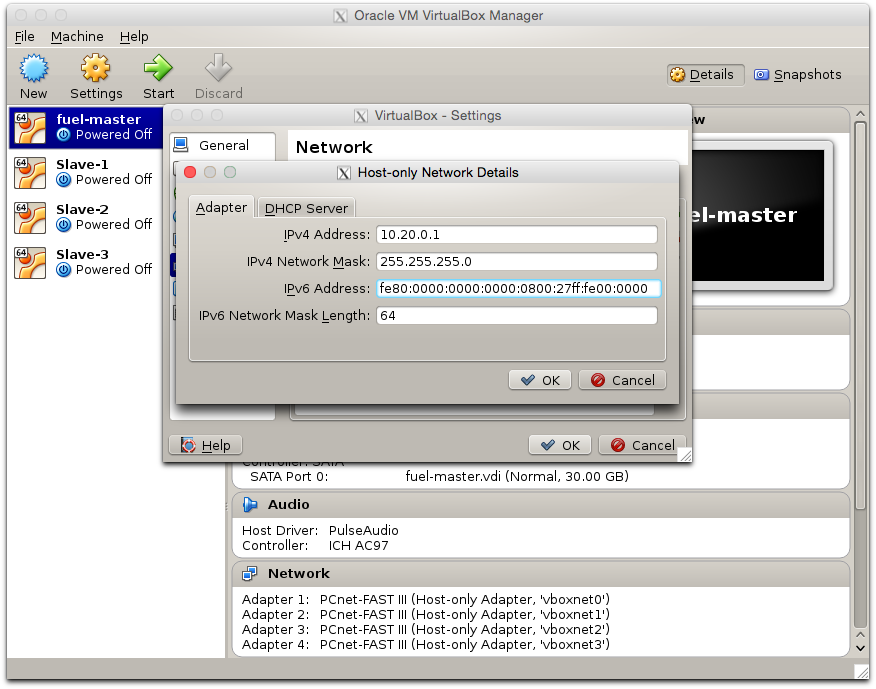 Oracle VM VirtualBox Manager
File Machine Help
New Settings Start Discard
Details Snapshots
64 fuel-master
Powered Off
64 Slave-1
Powered Off
64 Slave-2
Powered Off
64 Slave-3
Powered Off
VirtualBox - Settings
General
Network
Host-only Network Details
Adapter DHCP Server
IPv4 Address: 10.20.0.1
IPv4 Network Mask: 255.255.255.0
IPv6 Address: fe80:0000:0000:0000:0800:27ff:fe00:0000
IPv6 Network Mask Length: 64
OK Cancel
Help OK Cancel
ew
el-master
Controller: SATA
SATA Port 0: fuel-master.vdi (Normal, 30.00 GB)
Audio
Host Driver: PulseAudio
Controller: ICH AC97
Network
Adapter 1: PCnet-FAST III (Host-only Adapter, 'vboxnet0')
Adapter 2: PCnet-FAST III (Host-only Adapter, 'vboxnet1')
Adapter 3: PCnet-FAST III (Host-only Adapter, 'vboxnet2')
Adapter 4: PCnet-FAST III (Host-only Adapter, 'vboxnet3')